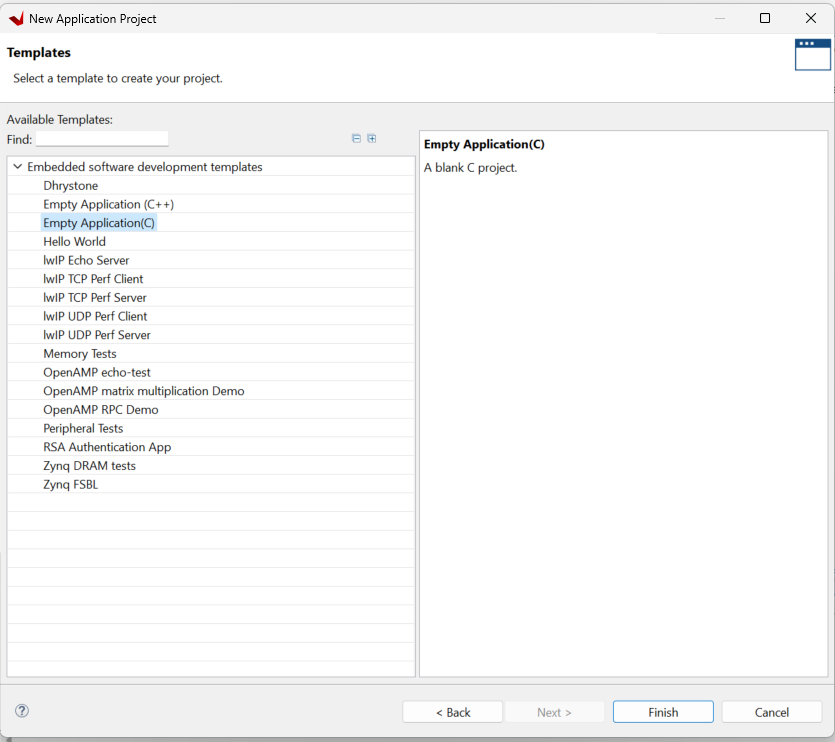 New Application Project
Templates
Select a template to create your project.
Available Templates:
Find:
Embedded software development templates
Dhrystone
Empty Application (C++)
Empty Application(C)
Hello World
lwIP Echo Server
lwIP TCP Perf Client
lwIP TCP Perf Server
lwIP UDP Perf Client
lwIP UDP Perf Server
Memory Tests
OpenAMP echo-test
OpenAMP matrix multiplication Demo
OpenAMP RPC Demo
Peripheral Tests
RSA Authentication App
Zynq DRAM tests
Zynq FSBL
Empty Application(C)
A blank C project.
?
< Back
Next >
Finish
Cancel